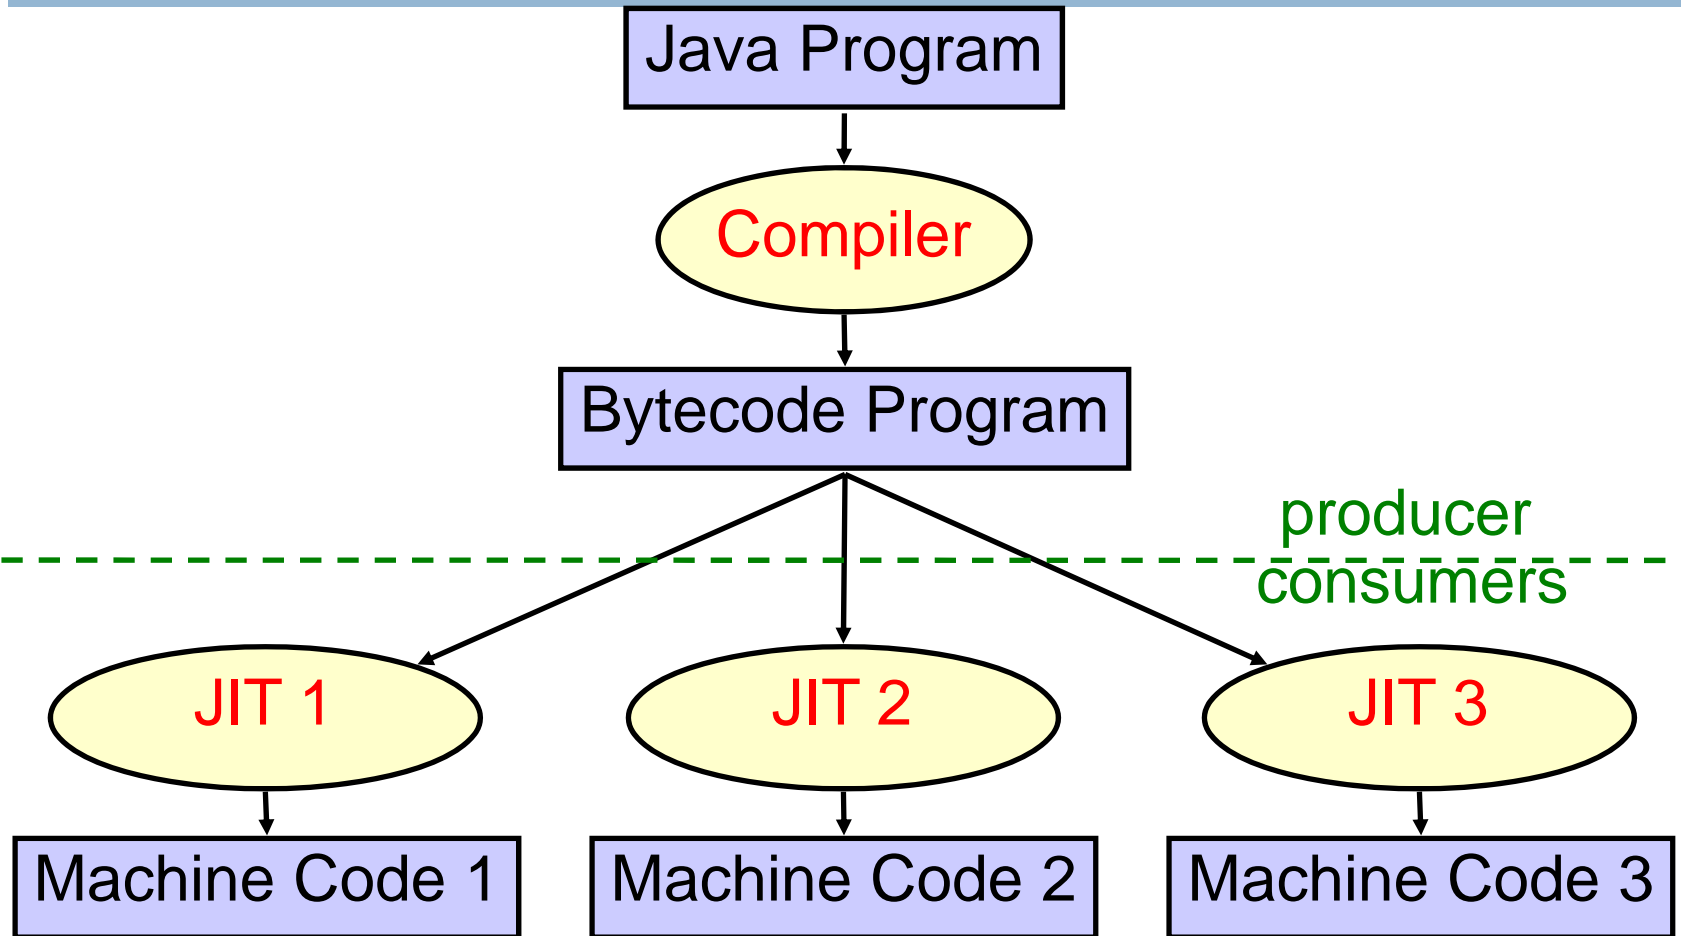 Java Program
Compiler
Bytecode Program
producer
consumers
JIT 1
JIT 2
JIT 3
Machine Code 1
Machine Code 2
Machine Code 3